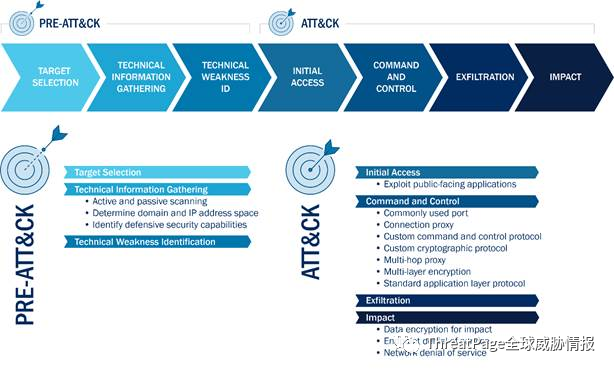 PRE-ATT&CK
ATT&CK
TARGET
SELECTION
TECHNICAL
INFORMATION
GATHERING
TECHNICAL
WEAKNESS
ID
INITIAL
ACCESS
COMMAND
AND
CONTROL
EXFILTRATION
IMPACT
PRE-ATT&CK
Target Selection
Technical Information Gathering
• Active and passive scanning
• Determine domain and IP address space
• Identify defensive security capabilities
Technical Weakness Identification
ATT&CK
Initial Access
• Exploit public-facing applications
Command and Control
• Commonly used port
• Connection proxy
• Custom command and control protocol
• Custom cryptographic protocol
• Multi-hop proxy
• Multi-layer encryption
• Standard application layer protocol
Exfiltration
Impact
• Data encryption for impact
• of service
• Network denial of service
ThreatPage全球威胁情报